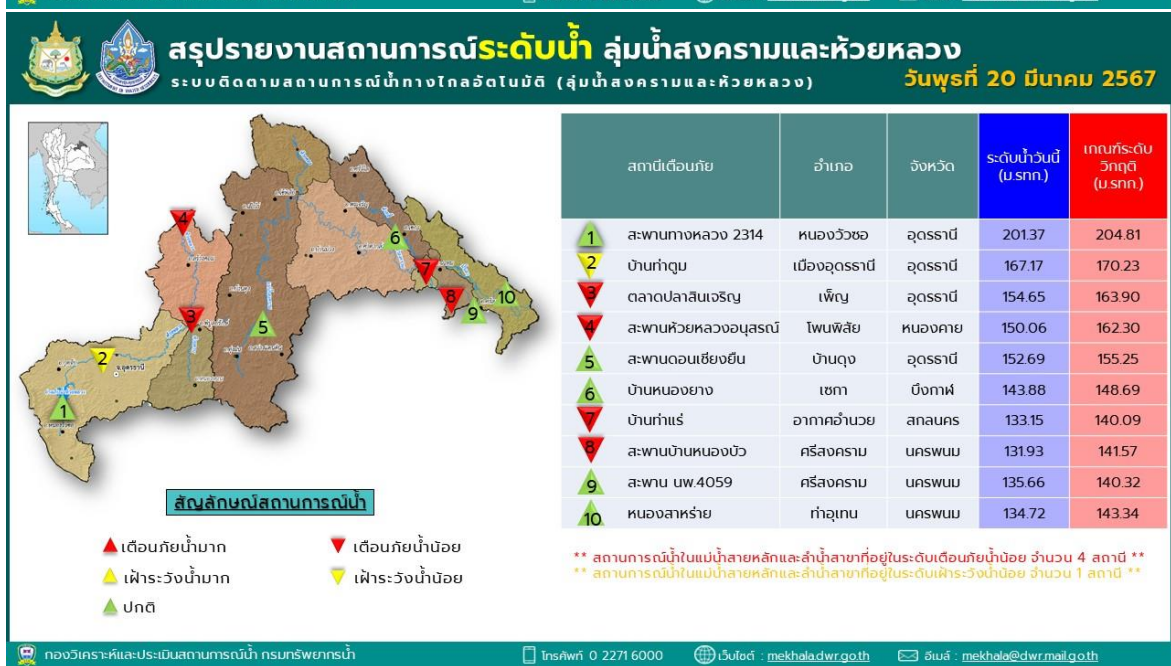 สรุปรายงานสถานการณ์ระดับน้ำ ลุ่มน้ำสงครามและห้วยหลวง
ระบบติดตามสถานการณ์น้ำทางไกลอัตโนมัติ (ลุ่มน้ำสงครามและห้วยหลวง)
วันพุธที่ 20 มีนาคม 2567
สถานีเตือนภัย อำเภอ จังหวัด ระดับน้ำวันนี้ (ม.รทก.) เกณฑ์ระดับวิกฤติ (ม.รทก.)
1 สะพานทางหลวง 2314 หนองวัวซอ อุดรธานี 201.37 204.81
2 บ้านท่าตูม เมืองอุดรธานี อุดรธานี 167.17 170.23
3 ตลาดปลาสินเจริญ เพ็ญ อุดรธานี 154.65 163.90
4 สะพานห้วยหลวงอนุสรณ์ โพนพิสัย หนองคาย 150.06 162.30
5 สะพานดอนเชียงยืน บ้านดุง อุดรธานี 152.69 155.25
6 บ้านหนองยาง เซกา บึงกาฬ 143.88 148.69
7 บ้านท่าแร่ อากาศอำนวย สกลนคร 133.15 140.09
8 สะพานบ้านหนองบัว ศรีสงคราม นครพนม 131.93 141.57
9 สะพาน นพ.4059 ศรีสงคราม นครพนม 135.66 140.32
10 หนองสาหร่าย ท่าอุเทน นครพนม 134.72 143.34
4
6
7
8
10
9
3
5
2
จ.อุดรธานี
1
สัญลักษณ์สถานการณ์น้ำ
เตือนภัยน้ำมาก เตือนภัยน้ำน้อย
เฝ้าระวังน้ำมาก เฝ้าระวังน้ำน้อย
ปกติ
** สถานการณ์น้ำในแม่น้ำสายหลักและลำน้ำสาขาที่อยู่ในระดับเตือนภัยน้ำน้อย จำนวน 4 สถานี **
** สถานการณ์น้ำในแม่น้ำสายหลักและลำน้ำสาขาที่อยู่ในระดับเฝ้าระวังน้ำน้อย จำนวน 1 สถานี **
กองวิเคราะห์และประเมินสถานการณ์น้ำ กรมทรัพยากรน้ำ โทรศัพท์ 0 2271 6000 เว็บไซต์ : mekhala.dwr.go.th อีเมล์ : mekhala@dwr.mail.go.th